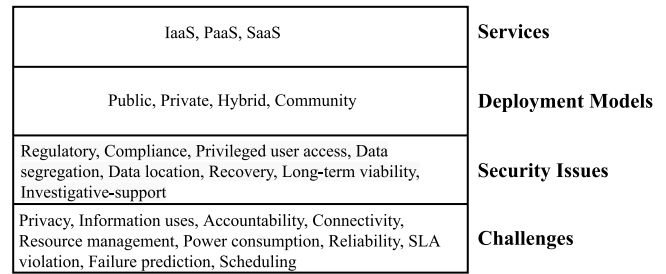 IaaS, PaaS, SaaS
Services
Public, Private, Hybrid, Community
Deployment Models
Regulatory, Compliance, Privileged user access, Data
segregation, Data location, Recovery, Long-term viability,
Investigative-support
Security Issues
Privacy, Information uses, Accountability, Connectivity,
Resource management, Power consumption, Reliability, SLA
violation, Failure prediction, Scheduling
Challenges